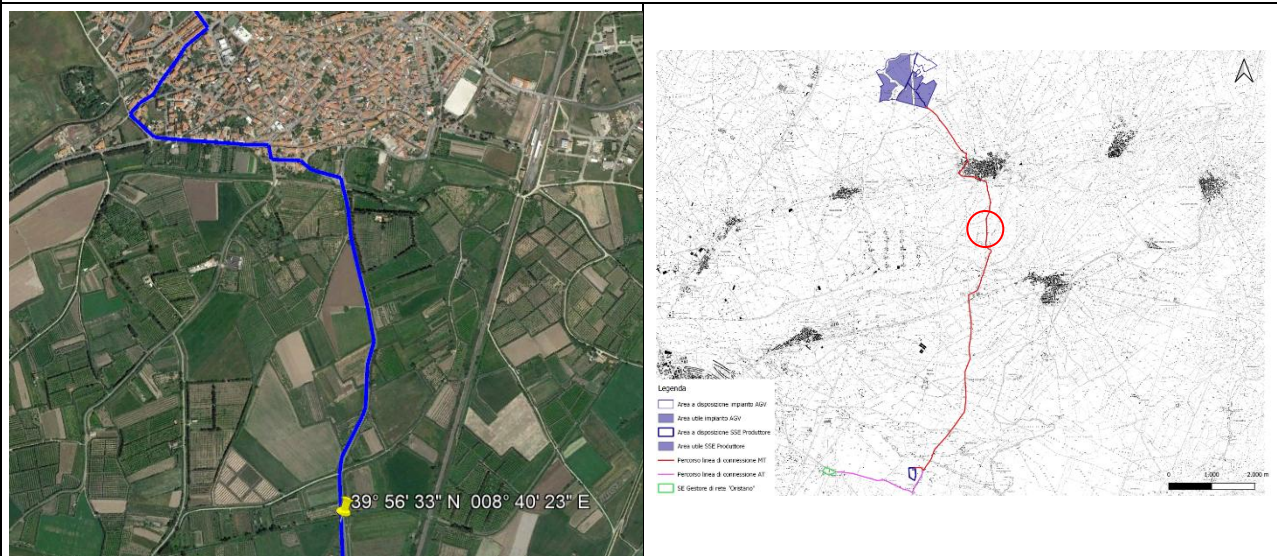 39° 56' 33" N 008° 40' 23" E
Legenda
Area a disposizione impianto AGV
Area utile impianto AGV
Area a disposizione SSE Produttore
Area utile SSE Produttore
Percorso linea di connessione MT
Percorso linea di connessione AT
SE Gestore di rete "Oristano"
0 1.000 2.000 m